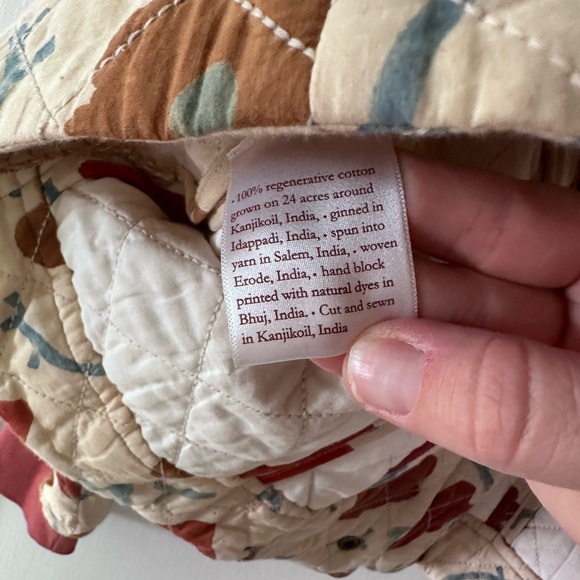 • 100% regenerative cotton
grown on 24 acres around
Kanjikoil, India, • ginned in
Idappadi, India, • spun into
yarn in Salem, India, • woven
Erode, India, • hand block
printed with natural dyes in
Bhuj, India. • Cut and sewn
in Kanjikoil, India